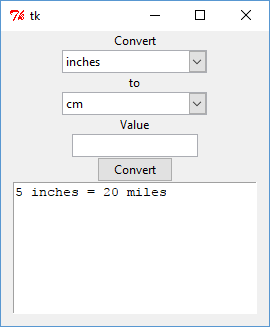 tk
Convert
inches
to
cm
Value
Convert
5 inches = 20 miles